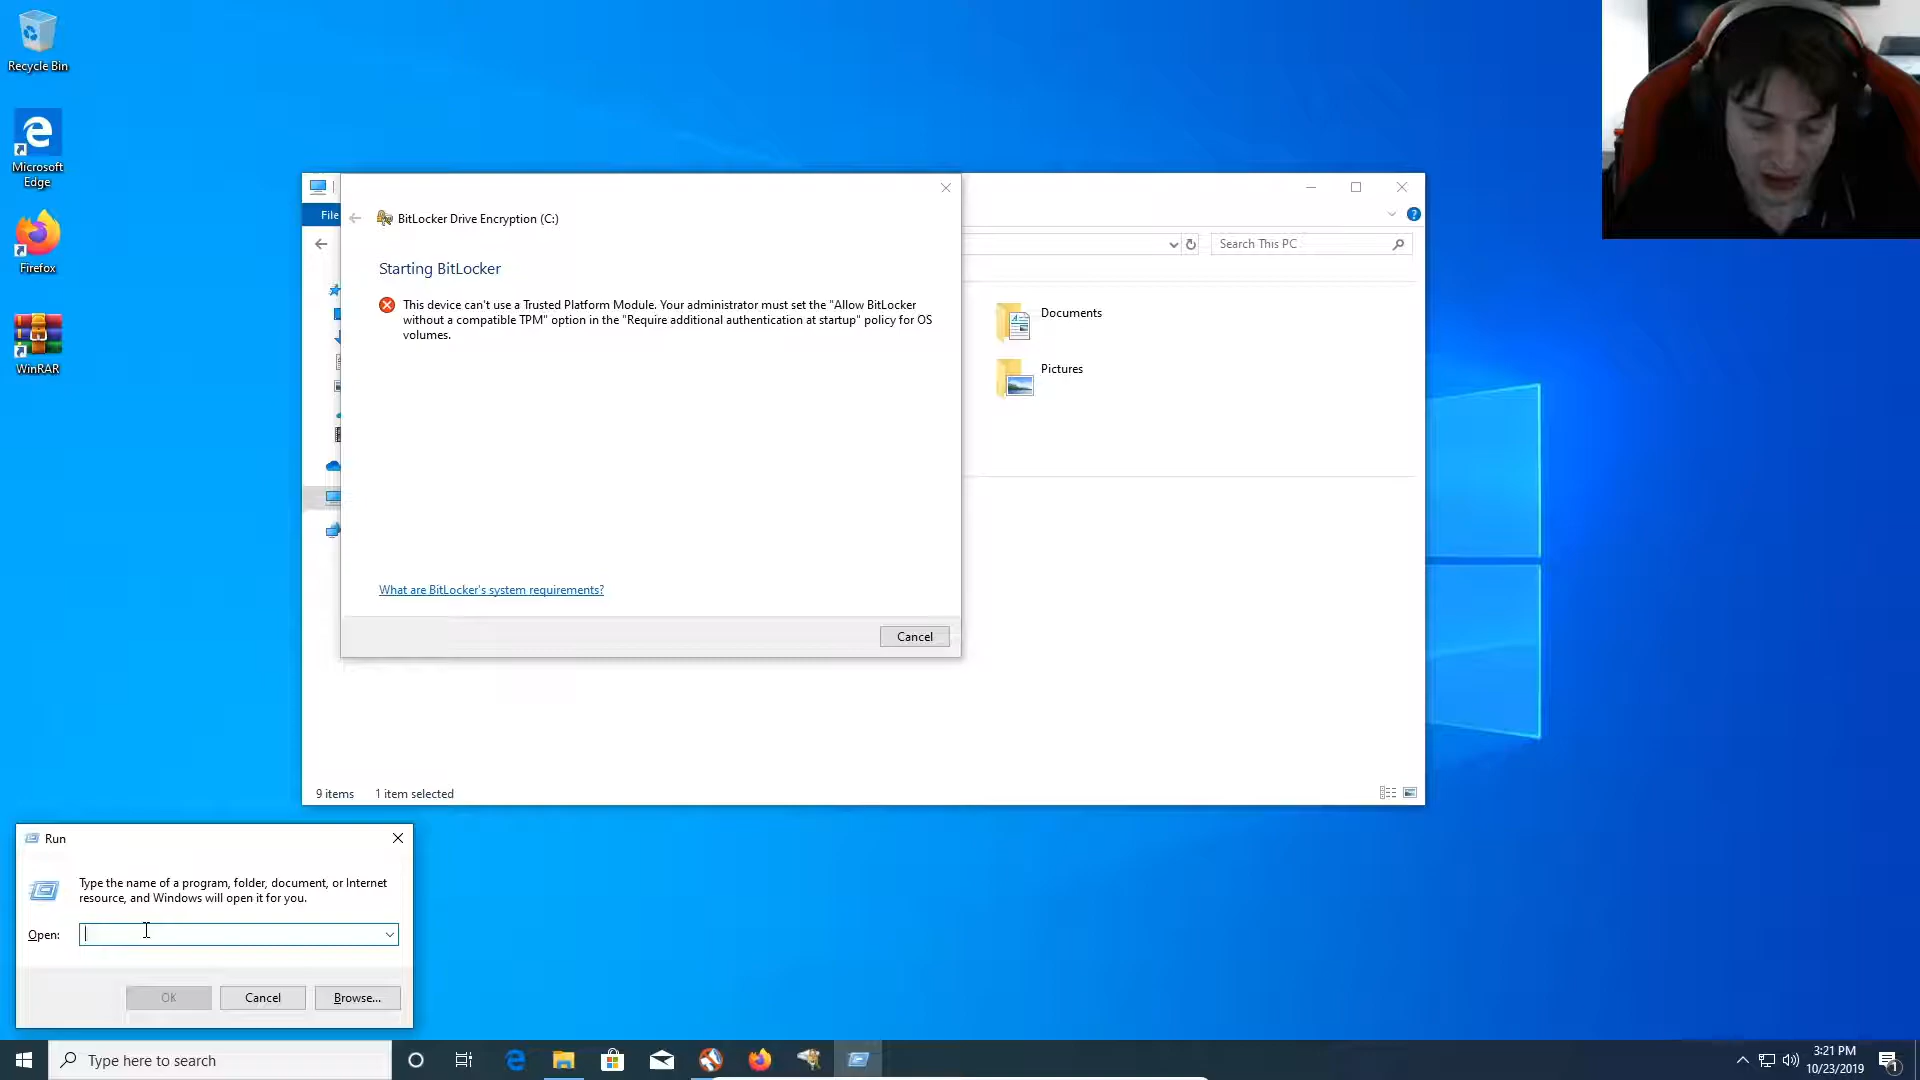 Recycle Bin
Microsoft
Edge
Firefox
WinRAR
File
Search This PC
Documents
Pictures
9 items
1 item selected
BitLocker Drive Encryption (C:)
Starting BitLocker
This device can't use a Trusted Platform Module. Your administrator must set the "Allow BitLocker
without a compatible TPM" option in the "Require additional authentication at startup" policy for OS
volumes.
What are BitLocker's system requirements?
Cancel
Run
Type the name of a program, folder, document, or Internet
resource, and Windows will open it for you.
Open:
OK
Cancel
Browse...
Type here to search
3:21 PM
10/23/2019
1